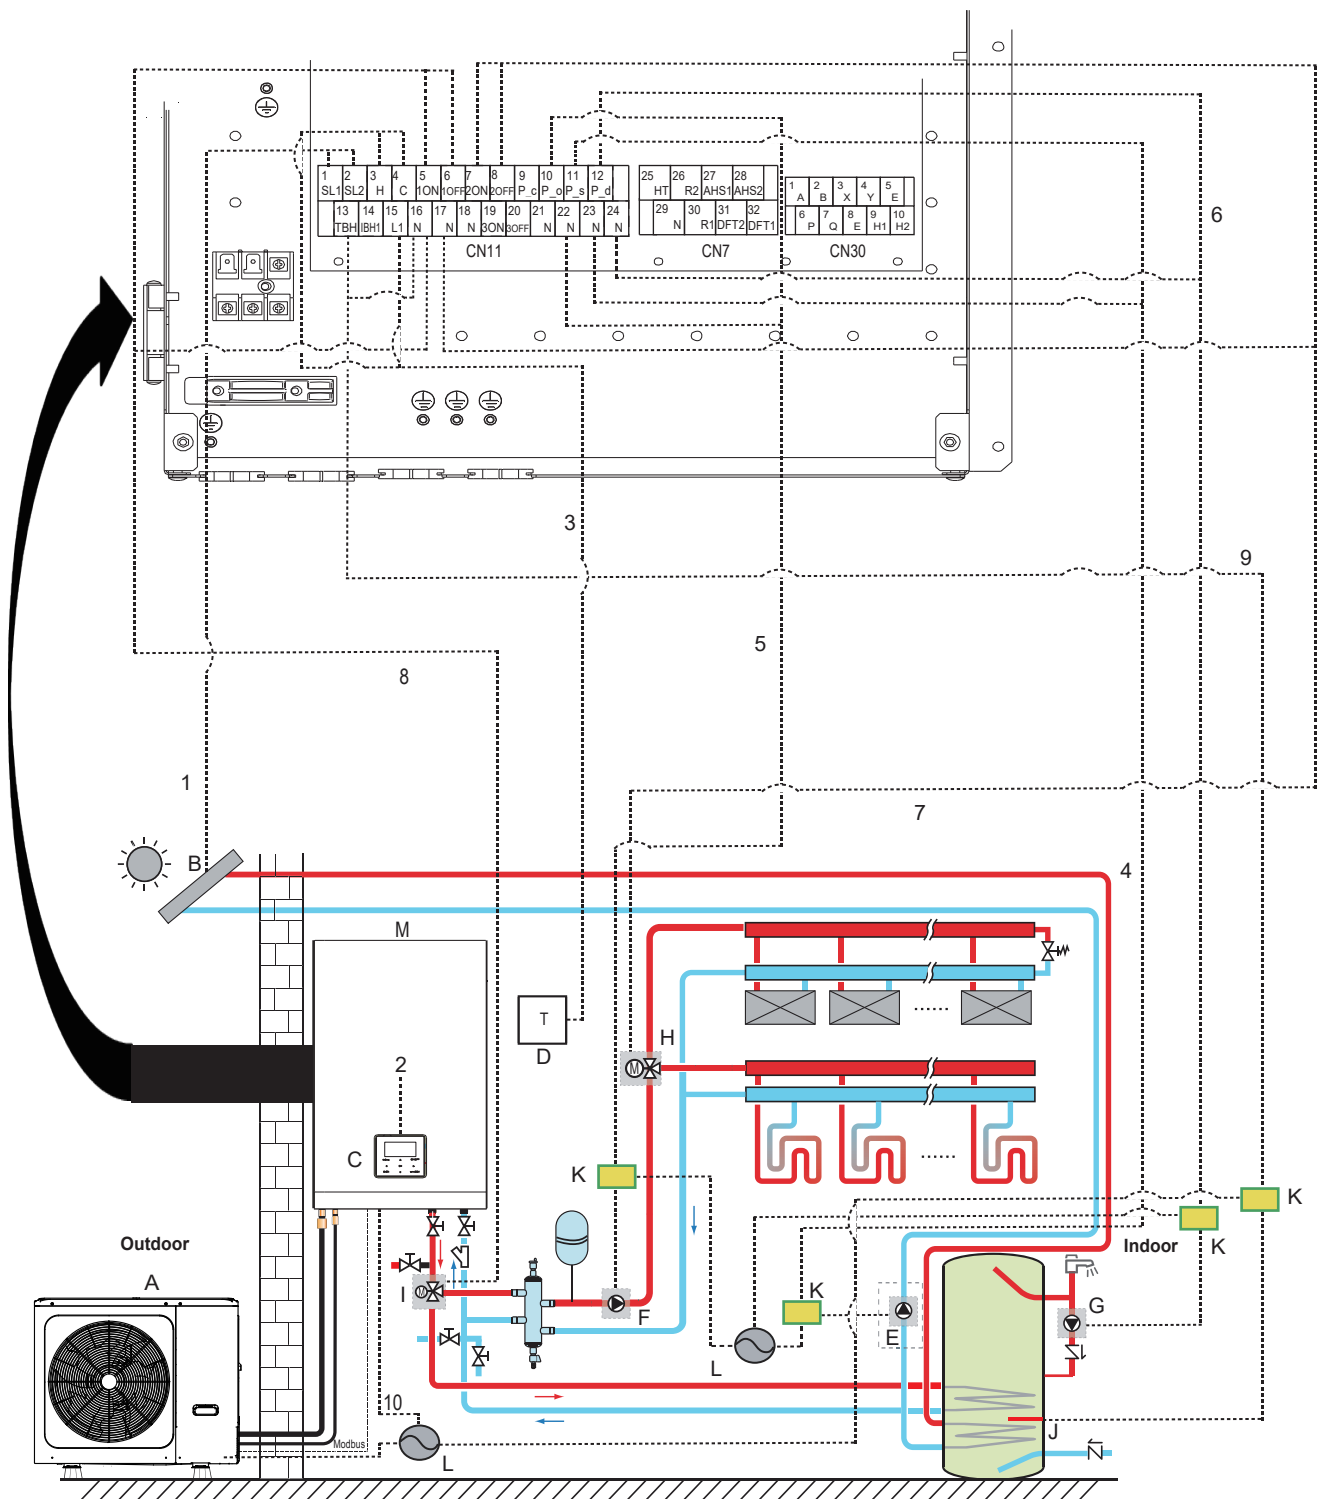 1 2 3 4 5 6 7 8 9 10 11 12
SL1 SL2 H C 1ON 1OFF 2ON 2OFF P_c P_o P_s P_d
13 14 15 16 17 18 19 20 21 22 23 24
TBH IBH1 L1 N N N 3ON 3OFF N N N N
CN11
25 26 27 28
HT R2 AHS1 AHS2
29 30 31 32
N R1 DFT2 DFT1
CN7
1 2 3 4 5
A B X Y E
6 7 8 9 10
P Q E H1 H2
CN30
6
3
9
5
8
1
7
B
4
M
T
D
H
M
2
C
K
K
K
Outdoor
Indoor
A
I
M
K
F
E
G
L
10
J
Modbus
L